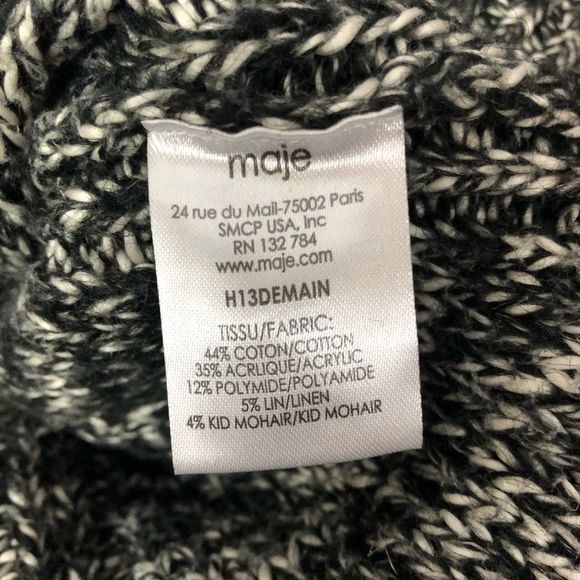 maje
24 rue du Mail-75002 Paris
SMCP USA, Inc
RN 132 784
www.maje.com
H13DEMAIN
TISSU/FABRIC:
44% COTON/COTTON
35% ACRLIQUE/ACRYLIC
12% POLYMIDE/POLYAMIDE
5% LIN/LINEN
4% KID MOHAIR/KID MOHAIR